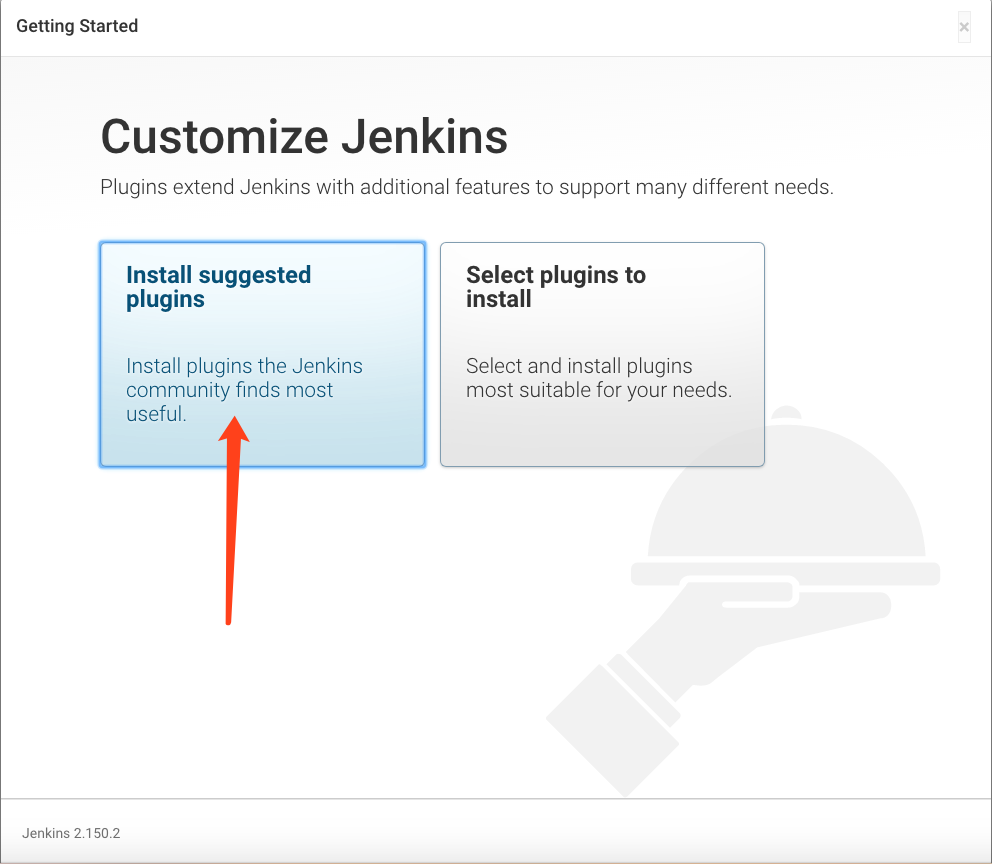 Getting Started
×
Customize Jenkins
Plugins extend Jenkins with additional features to support many different needs.
Install suggested
plugins
Install plugins the Jenkins
community finds most
useful.
Select plugins to
install
Select and install plugins
most suitable for your needs.
Jenkins 2.150.2